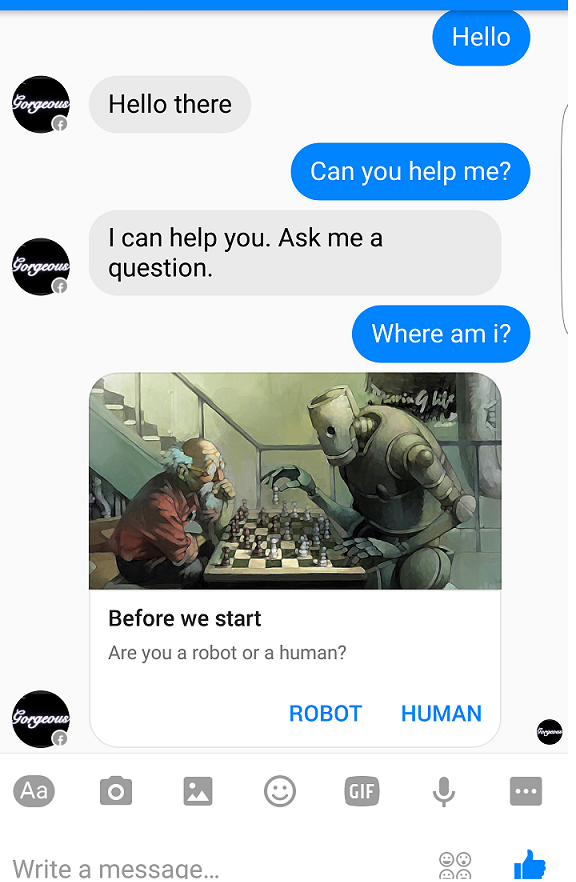 Hello
Gorgeous
Hello there
Can you help me?
Gorgeous
I can help you. Ask me a
question.
Where am i?
Before we start
Are you a robot or a human?
ROBOT
HUMAN
Gorgeous
Gorgeous
Aa
GIF
Write a message...